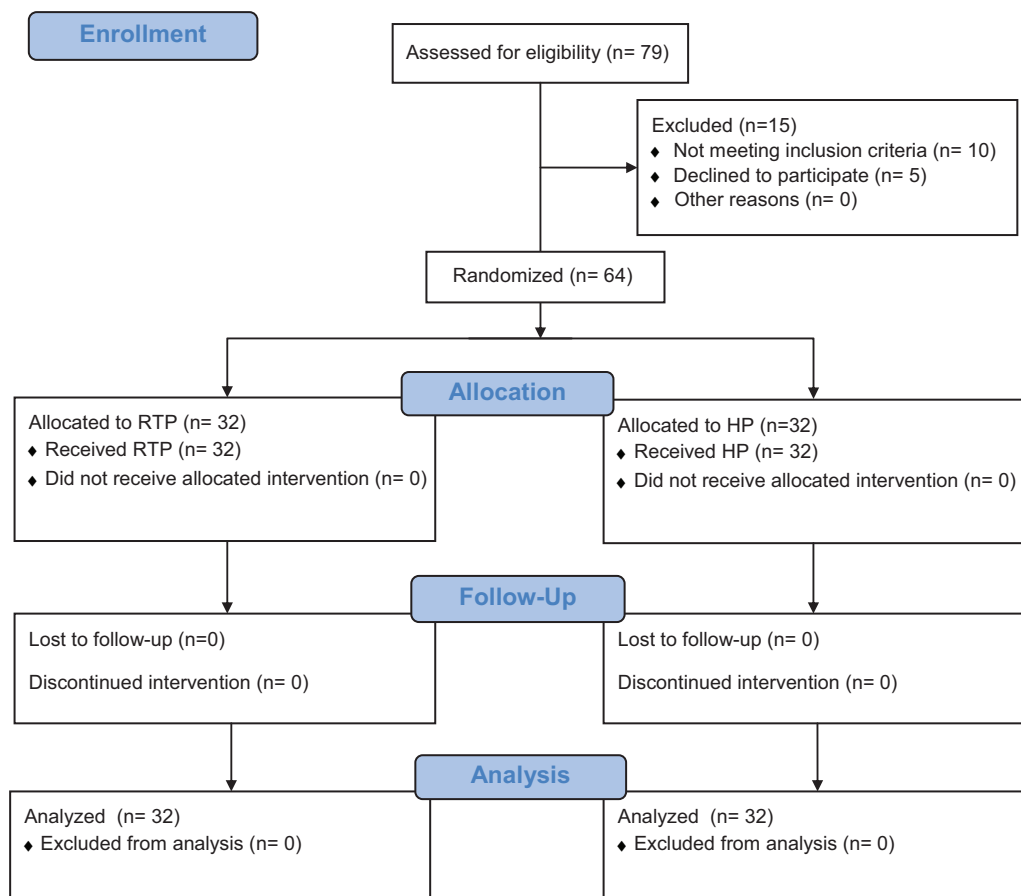 Enrollment
Assessed for eligibility (n= 79)
Excluded (n=15)
♦ Not meeting inclusion criteria (n= 10)
♦ Declined to participate (n= 5)
♦ Other reasons (n= 0)
Randomized (n= 64)
Allocation
Allocated to RTP (n= 32)
♦ Received RTP (n= 32)
♦ Did not receive allocated intervention (n= 0)
Allocated to HP (n=32)
♦ Received HP (n= 32)
♦ Did not receive allocated intervention (n= 0)
Follow-Up
Lost to follow-up (n=0)
Discontinued intervention (n= 0)
Lost to follow-up (n= 0)
Discontinued intervention (n= 0)
Analysis
Analyzed (n= 32)
♦ Excluded from analysis (n= 0)
Analyzed (n= 32)
♦ Excluded from analysis (n= 0)